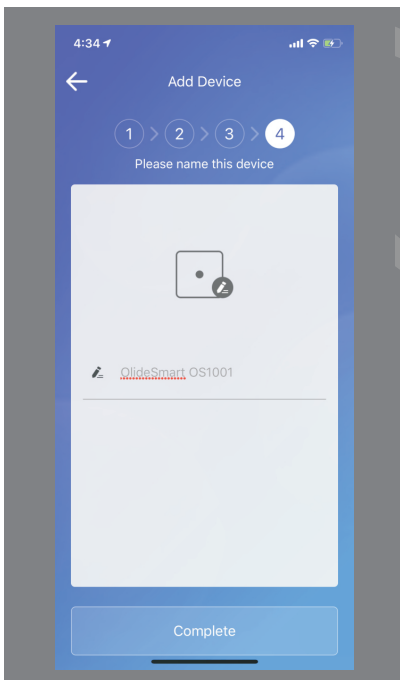 4:34
Add Device
1 > 2 > 3 > 4
Please name this device
OlideSmart OS1001
Complete